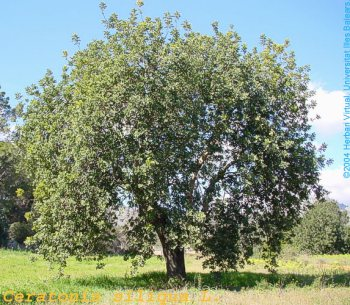 ©2004 Herbari Virtual, Universitat Illes Balears,
ceratonia siliqua L.